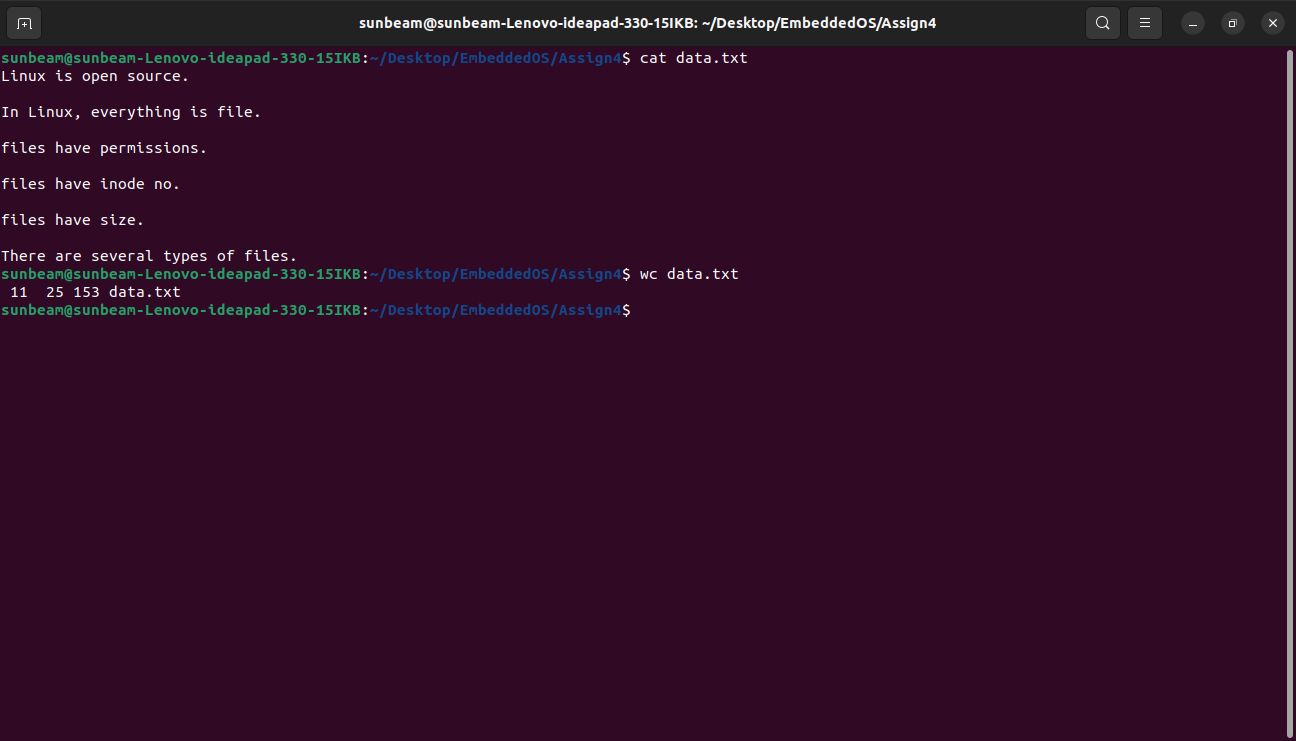 sunbeam@sunbeam-Lenovo-ideapad-330-15IKB: ~/Desktop/EmbeddedOS/Assign4
sunbeam@sunbeam-Lenovo-ideapad-330-15IKB:~/Desktop/EmbeddedOS/Assign4$ cat data.txt
Linux is open source.
In Linux, everything is file.
files have permissions.
files have inode no.
files have size.
There are several types of files.
sunbeam@sunbeam-Lenovo-ideapad-330-15IKB:~/Desktop/EmbeddedOS/Assign4$ wc data.txt
 11  25 153 data.txt
sunbeam@sunbeam-Lenovo-ideapad-330-15IKB:~/Desktop/EmbeddedOS/Assign4$